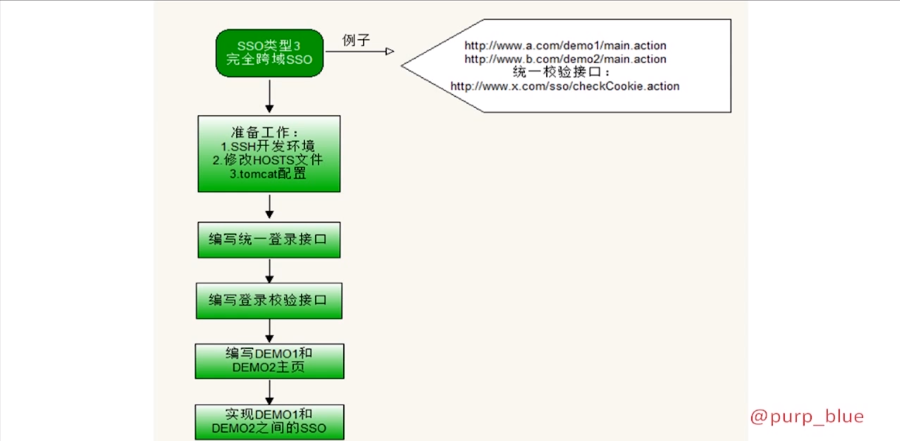 SSO类型3
完全跨域SSO
例子
http://www.a.com/demo1/main.action
http://www.b.com/demo2/main.action
统一校验接口：
http://www.x.com/sso/checkCookie.action
准备工作：
1.SSH开发环境
2.修改HOSTS文件
3.tomcat配置
编写统一登录接口
编写登录校验接口
编写DEMO1和
DEMO2主页
实现DEMO1和
DEMO2之间的SSO
@purp_blue